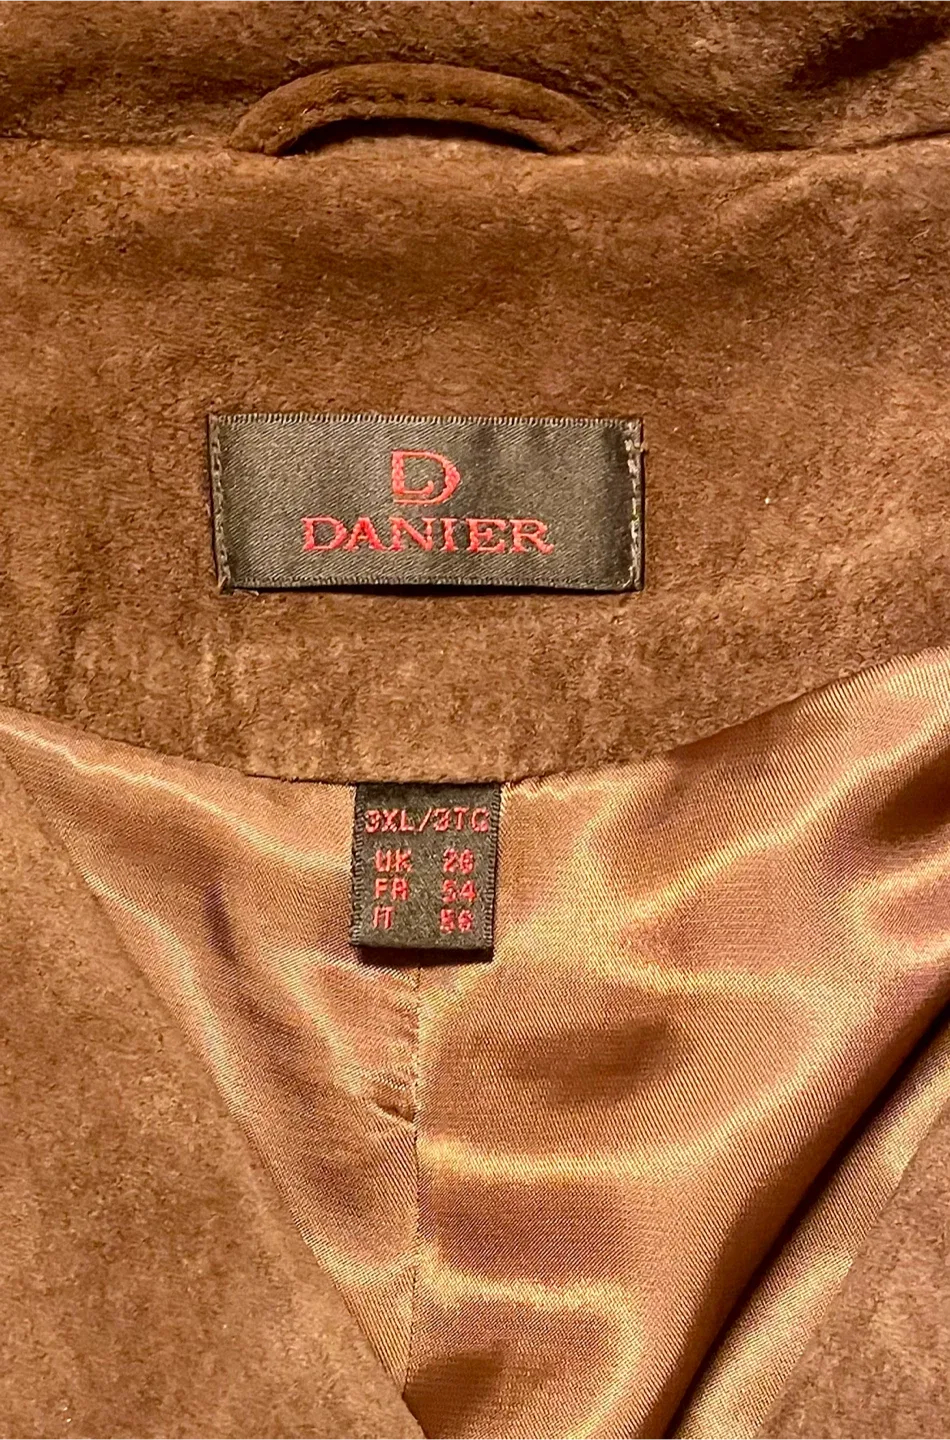 D
DANIER
3XL/3TG
UK 26
FR 54
IT 56